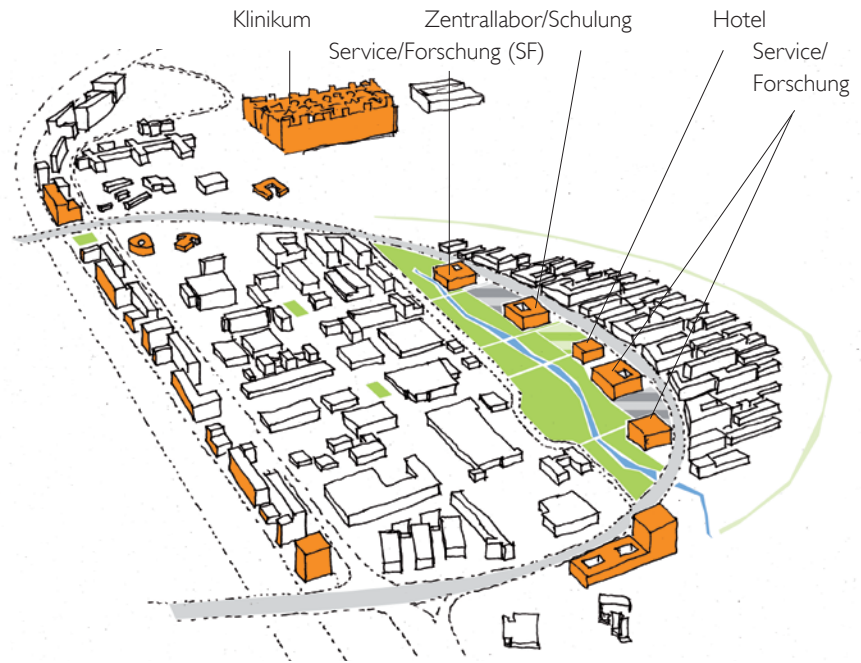 Klinikum
Zentrallabor/Schulung
Hotel
Service/Forschung (SF)
Service/
Forschung